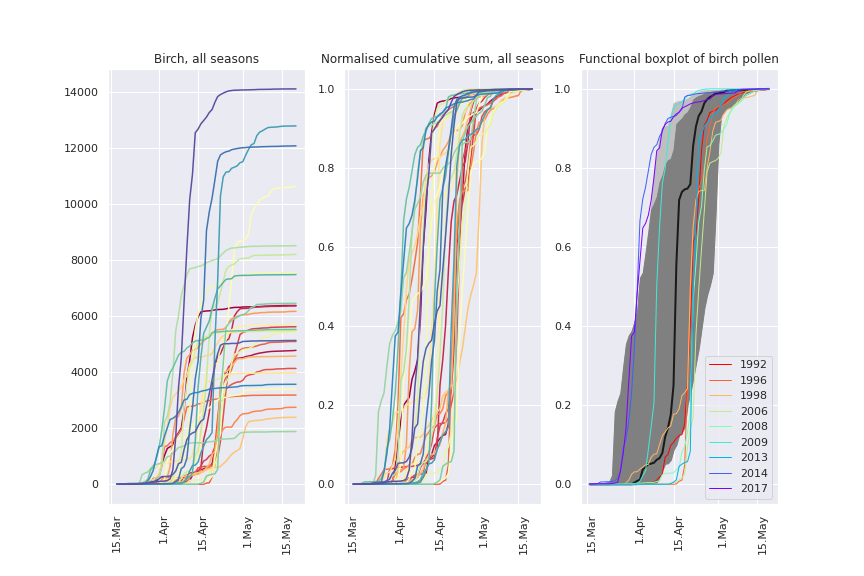 Birch, all seasons
14000
12000
10000
8000
6000
4000
2000
0
15.Mar
1.Apr
15.Apr
1.May
15.May
Normalised cumulative sum, all seasons
1.0
0.8
0.6
0.4
0.2
0.0
15.Mar
1.Apr
15.Apr
1.May
15.May
Functional boxplot of birch pollen
1.0
0.8
0.6
0.4
0.2
0.0
15.Mar
1.Apr
15.Apr
1.May
15.May
1992
1996
1998
2006
2008
2009
2013
2014
2017